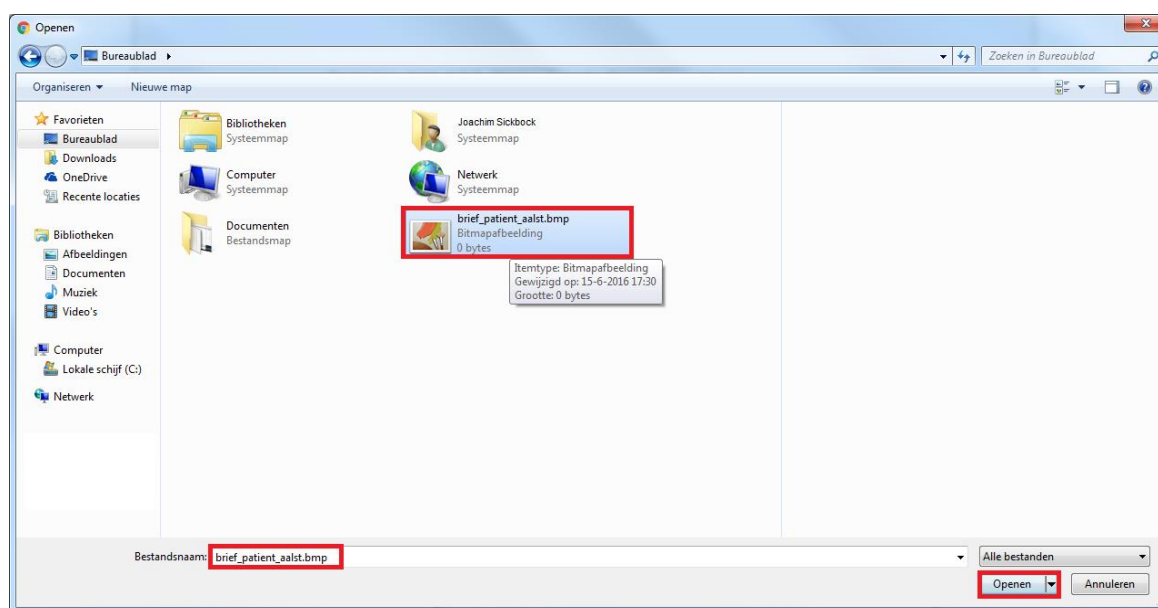 Openen
Bureaublad
Zoeken in Bureaublad
Organiseren
Nieuwe map
Favorieten
Bureaublad
Downloads
OneDrive
Recente locaties
Bibliotheken
Afbeeldingen
Documenten
Muziek
Video's
Computer
Lokale schijf (C:)
Netwerk
Bibliotheken
Systeemmap
Joachim Sickbock
Systeemmap
Computer
Systeemmap
Netwerk
Systeemmap
Documenten
Bestandsmap
brief_patient_aalst.bmp
Bitmapafbeelding
0 bytes
Itemtype: Bitmapafbeelding
Gewijzigd op: 15-6-2016 17:30
Grootte: 0 bytes
Bestandsnaam: brief_patient_aalst.bmp
Alle bestanden
Openen
Annuleren